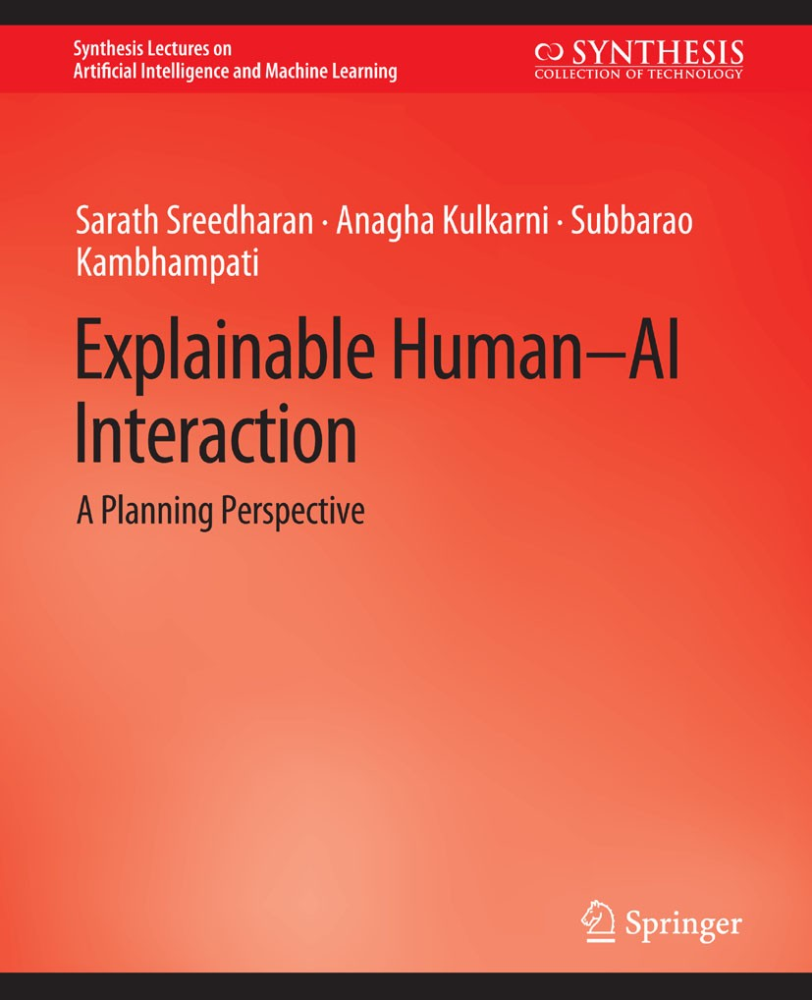 Synthesis Lectures on
Artificial Intelligence and Machine Learning
SYNTHESIS
COLLECTION OF TECHNOLOGY
Sarath Sreedharan · Anagha Kulkarni · Subbarao
Kambhampati
Explainable Human–AI
Interaction
A Planning Perspective
Springer